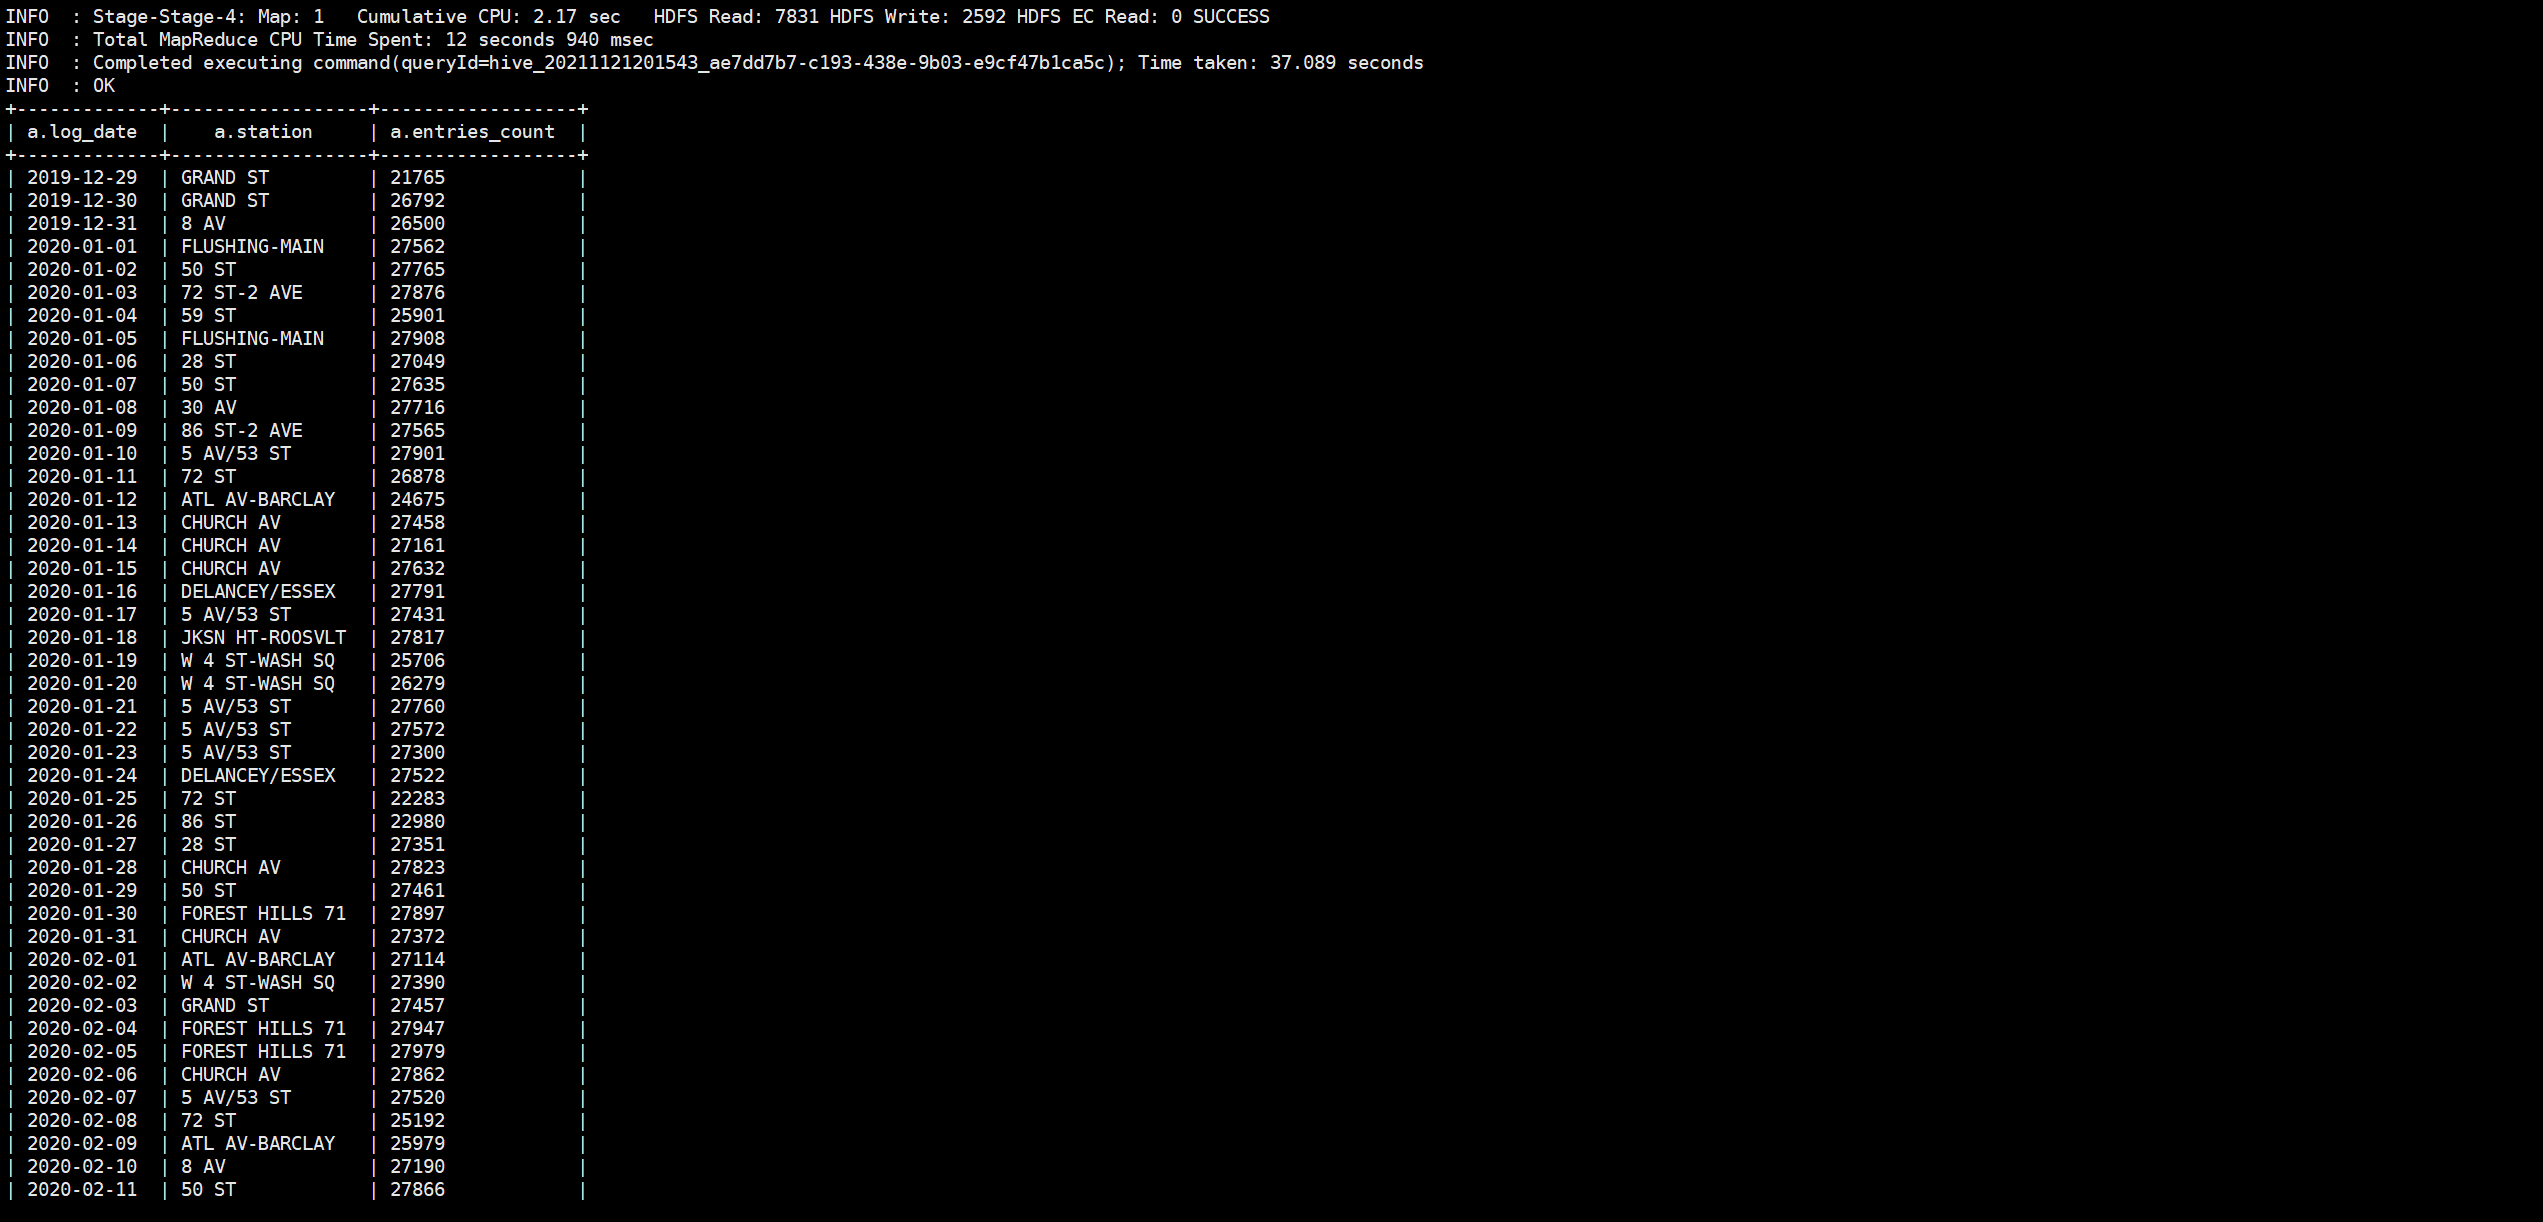 INFO  : Stage-Stage-4: Map: 1   Cumulative CPU: 2.17 sec   HDFS Read: 7831 HDFS Write: 2592 HDFS EC Read: 0 SUCCESS
INFO  : Total MapReduce CPU Time Spent: 12 seconds 940 msec
INFO  : Completed executing command(queryId=hive_20211121201543_ae7dd7b7-c193-438e-9b03-e9cf47b1ca5c); Time taken: 37.089 seconds
INFO  : OK
+-------------+------------------+------------------+
| a.log_date  |    a.station     | a.entries_count  |
+-------------+------------------+------------------+
| 2019-12-29  | GRAND ST         | 21765            |
| 2019-12-30  | GRAND ST         | 26792            |
| 2019-12-31  | 8 AV             | 26500            |
| 2020-01-01  | FLUSHING-MAIN    | 27562            |
| 2020-01-02  | 50 ST            | 27765            |
| 2020-01-03  | 72 ST-2 AVE      | 27876            |
| 2020-01-04  | 59 ST            | 25901            |
| 2020-01-05  | FLUSHING-MAIN    | 27908            |
| 2020-01-06  | 28 ST            | 27049            |
| 2020-01-07  | 50 ST            | 27635            |
| 2020-01-08  | 30 AV            | 27716            |
| 2020-01-09  | 86 ST-2 AVE      | 27565            |
| 2020-01-10  | 5 AV/53 ST       | 27901            |
| 2020-01-11  | 72 ST            | 26878            |
| 2020-01-12  | ATL AV-BARCLAY   | 24675            |
| 2020-01-13  | CHURCH AV        | 27458            |
| 2020-01-14  | CHURCH AV        | 27161            |
| 2020-01-15  | CHURCH AV        | 27632            |
| 2020-01-16  | DELANCEY/ESSEX   | 27791            |
| 2020-01-17  | 5 AV/53 ST       | 27431            |
| 2020-01-18  | JKSN HT-ROOSVLT  | 27817            |
| 2020-01-19  | W 4 ST-WASH SQ   | 25706            |
| 2020-01-20  | W 4 ST-WASH SQ   | 26279            |
| 2020-01-21  | 5 AV/53 ST       | 27760            |
| 2020-01-22  | 5 AV/53 ST       | 27572            |
| 2020-01-23  | 5 AV/53 ST       | 27300            |
| 2020-01-24  | DELANCEY/ESSEX   | 27522            |
| 2020-01-25  | 72 ST            | 22283            |
| 2020-01-26  | 86 ST            | 22980            |
| 2020-01-27  | 28 ST            | 27351            |
| 2020-01-28  | CHURCH AV        | 27823            |
| 2020-01-29  | 50 ST            | 27461            |
| 2020-01-30  | FOREST HILLS 71  | 27897            |
| 2020-01-31  | CHURCH AV        | 27372            |
| 2020-02-01  | ATL AV-BARCLAY   | 27114            |
| 2020-02-02  | W 4 ST-WASH SQ   | 27390            |
| 2020-02-03  | GRAND ST         | 27457            |
| 2020-02-04  | FOREST HILLS 71  | 27947            |
| 2020-02-05  | FOREST HILLS 71  | 27979            |
| 2020-02-06  | CHURCH AV        | 27862            |
| 2020-02-07  | 5 AV/53 ST       | 27520            |
| 2020-02-08  | 72 ST            | 25192            |
| 2020-02-09  | ATL AV-BARCLAY   | 25979            |
| 2020-02-10  | 8 AV             | 27190            |
| 2020-02-11  | 50 ST            | 27866            |